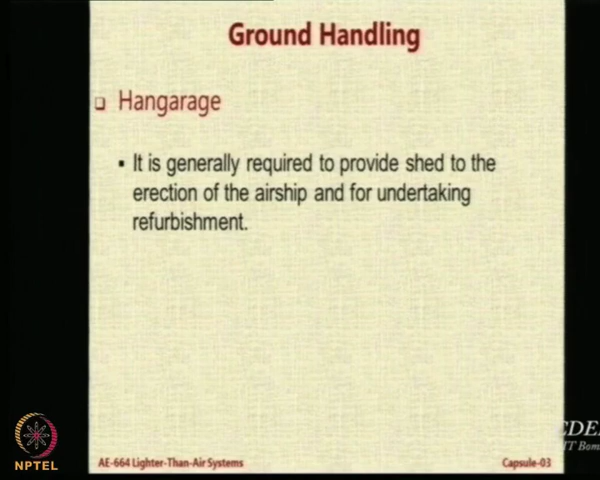 Ground Handling
Hangarage
It is generally required to provide shed to the
erection of the airship and for undertaking
refurbishment.
NPTEL
AE-664 Lighter-Than-Air Systems
Capsule-03